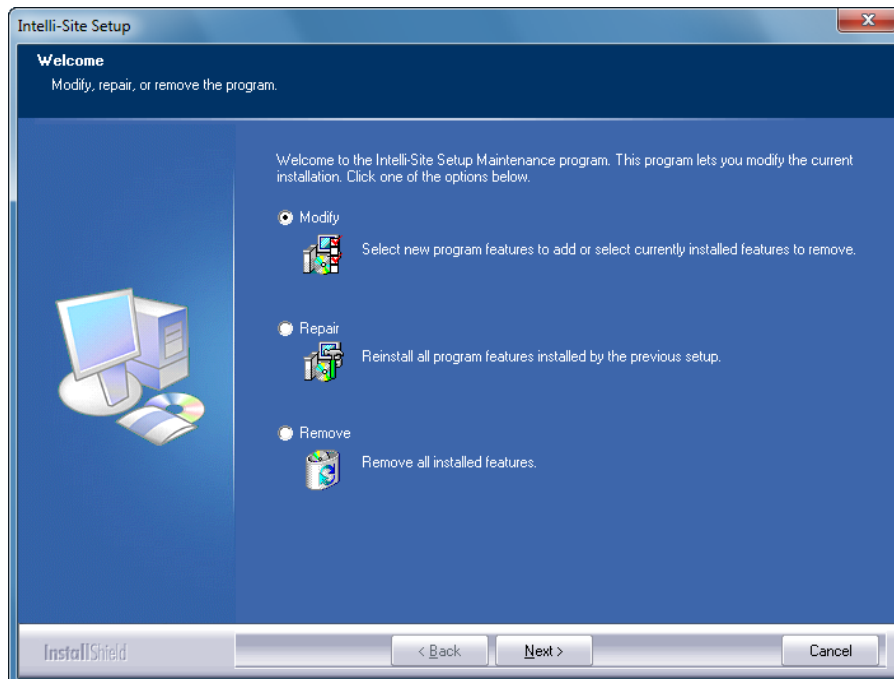 Intelli-Site Setup
Welcome
Modify, repair, or remove the program.
Welcome to the Intelli-Site Setup Maintenance program. This program lets you modify the current
installation. Click one of the options below.
Modify
Select new program features to add or select currently installed features to remove.
Repair
Reinstall all program features installed by the previous setup.
Remove
Remove all installed features.
InstallShield
< Back
Next >
Cancel